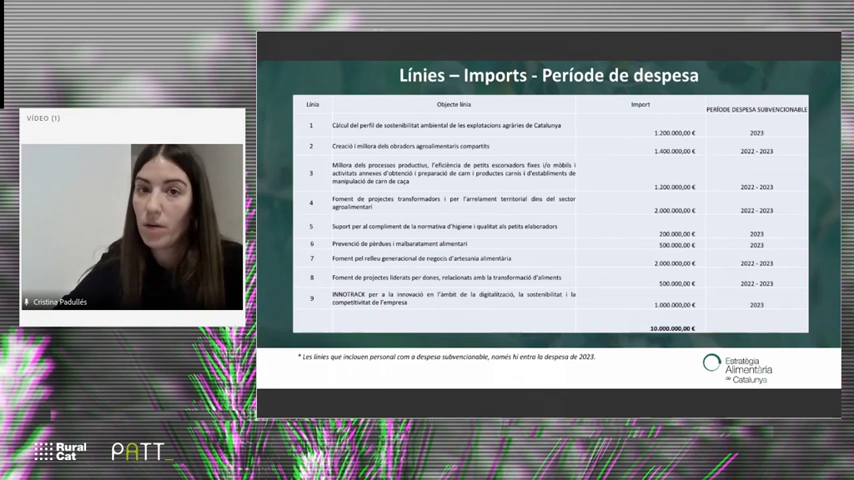 VÍDEO (1)
Cristina Padullés
Línies – Imports - Període de despesa
Línia Objecte línia Import PERÍODE DESPESA SUBVENCIONABLE
1 Càlcul del perfil de sostenibilitat ambiental de les explotacions agràries de Catalunya 1.200.000,00 € 2023
2 Creació i millora dels obradors agroalimentaris compartits 1.400.000,00 € 2022 - 2023
3 Millora dels processos productius, l'eficiència de petits escorxadors fixes i/o mòbils i
activitats annexes d'obtenció i preparació de carn i productes carnis i d'establiments de
manipulació de carn de caça 1.200.000,00 € 2022 - 2023
4 Foment de projectes transformadors i per l'arrelament territorial dins del sector
agroalimentari 2.000.000,00 € 2022 - 2023
5 Suport per al compliment de la normativa d'higiene i qualitat als petits elaboradors 200.000,00 € 2023
6 Prevenció de pèrdues i malbaratament alimentari 500.000,00 € 2023
7 Foment pel relleu generacional de negocis d'artesania alimentària 2.000.000,00 € 2022 - 2023
8 Foment de projectes liderats per dones, relacionats amb la transformació d'aliments 500.000,00 € 2022 - 2023
9 INNOTRACK per a la innovació en l'àmbit de la digitalització, la sostenibilitat i la
competitivitat de l'empresa 1.000.000,00 € 2023
10.000.000,00 €
* Les línies que inclouen personal com a despesa subvencionable, només hi entra la despesa de 2023.
Estratègia
Alimentària
de Catalunya
Rural
Cat
PATT_